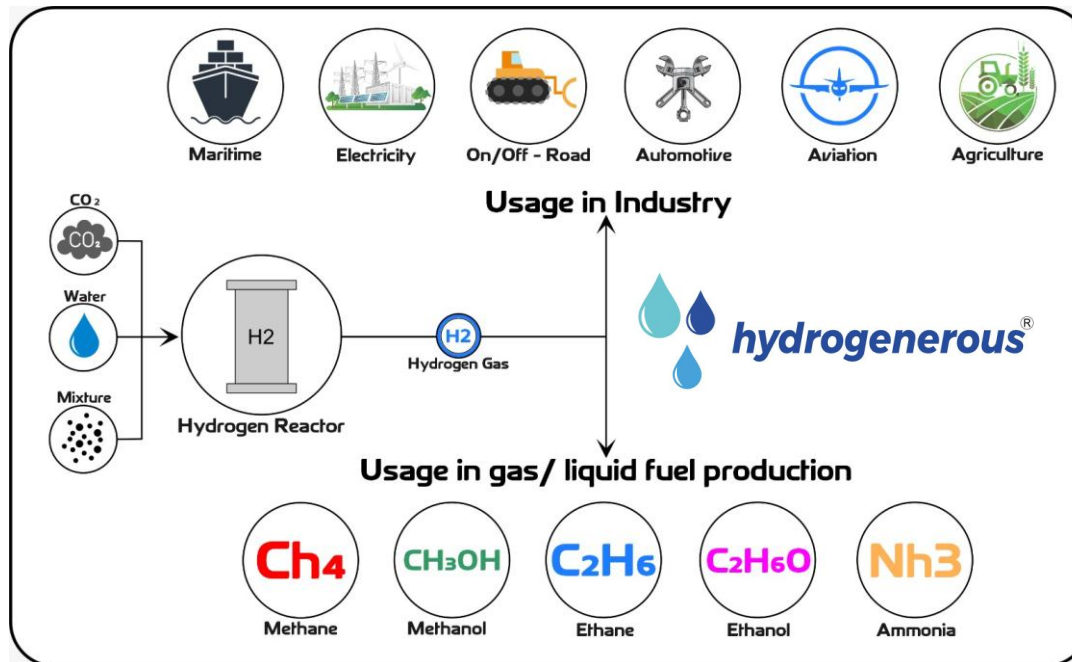 Maritime
Electricity
On/Off - Road
Automotive
Aviation
Agriculture
Usage in Industry
CO₂
CO₂
Water
Mixture
H2
Hydrogen Reactor
H2
Hydrogen Gas
hydrogenerous®
Usage in gas/ liquid fuel production
Ch₄
CH₃OH
C₂H₆
C₂H₆O
Nh3
Methane
Methanol
Ethane
Ethanol
Ammonia